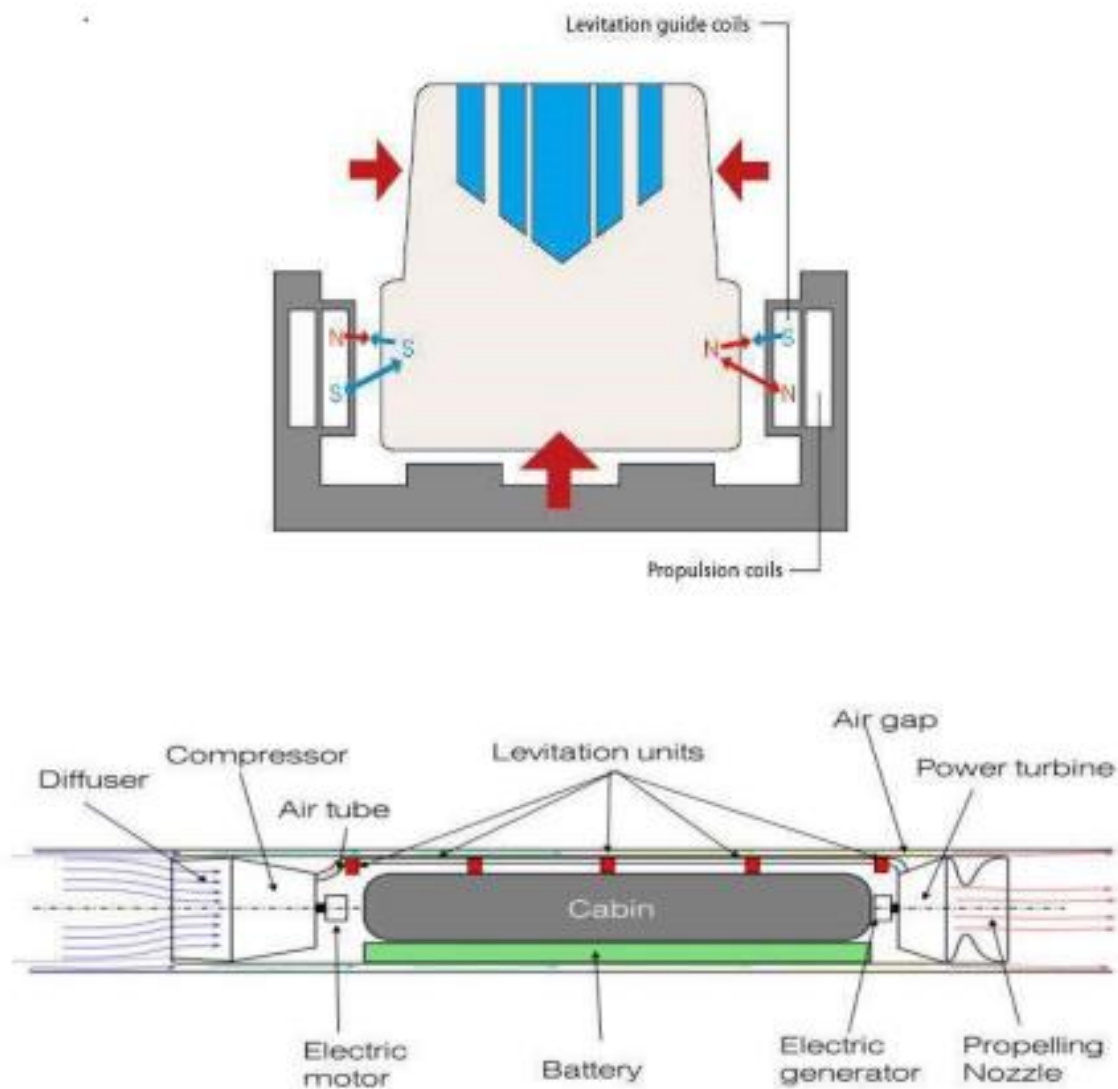 Levitation guide coils
N
S
S
N
S
N
Propulsion coils
Air gap
Compressor
Levitation units
Power turbine
Diffuser
Air tube
Cabin
Electric
motor
Battery
Electric
generator
Propelling
Nozzle